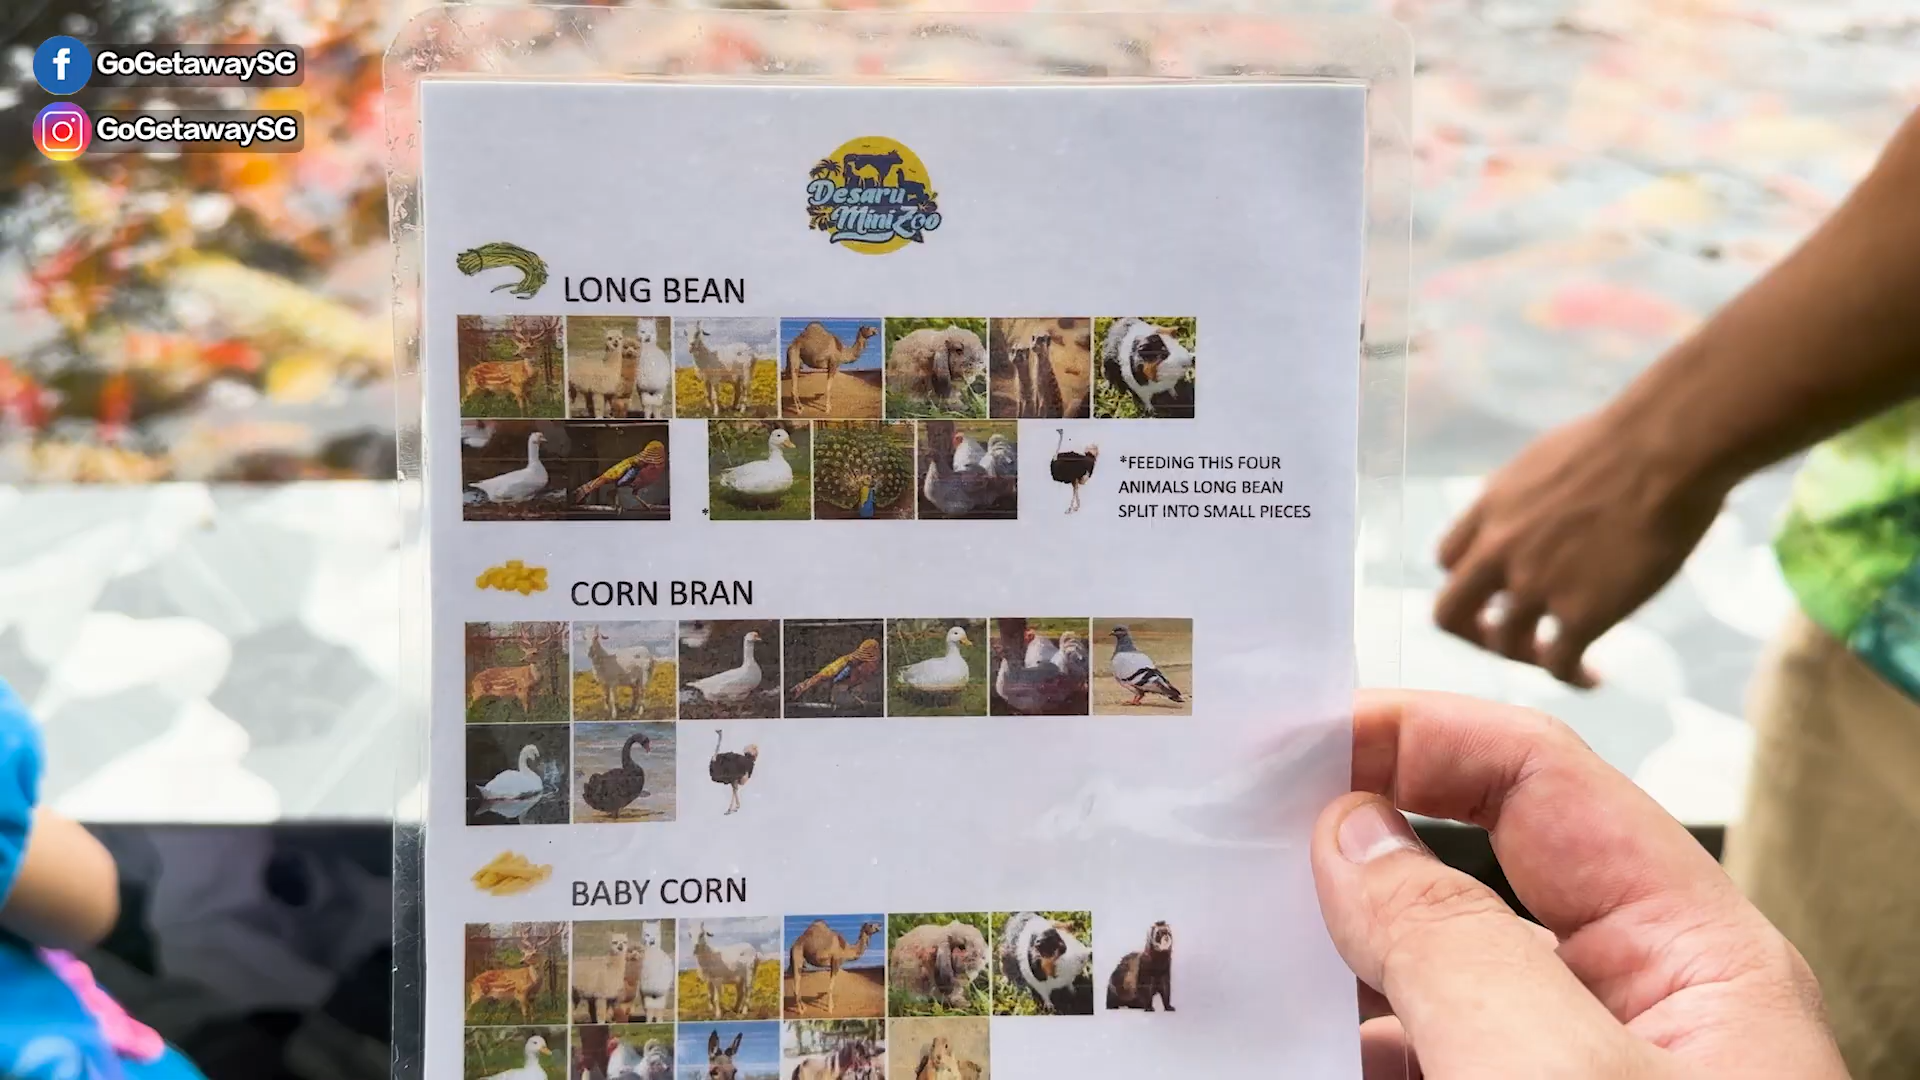 GoGetawaySG
GoGetawaySG
Desaru
Mini Zoo
LONG BEAN
*FEEDING THIS FOUR
ANIMALS LONG BEAN
*
SPLIT INTO SMALL PIECES
CORN BRAN
BABY CORN